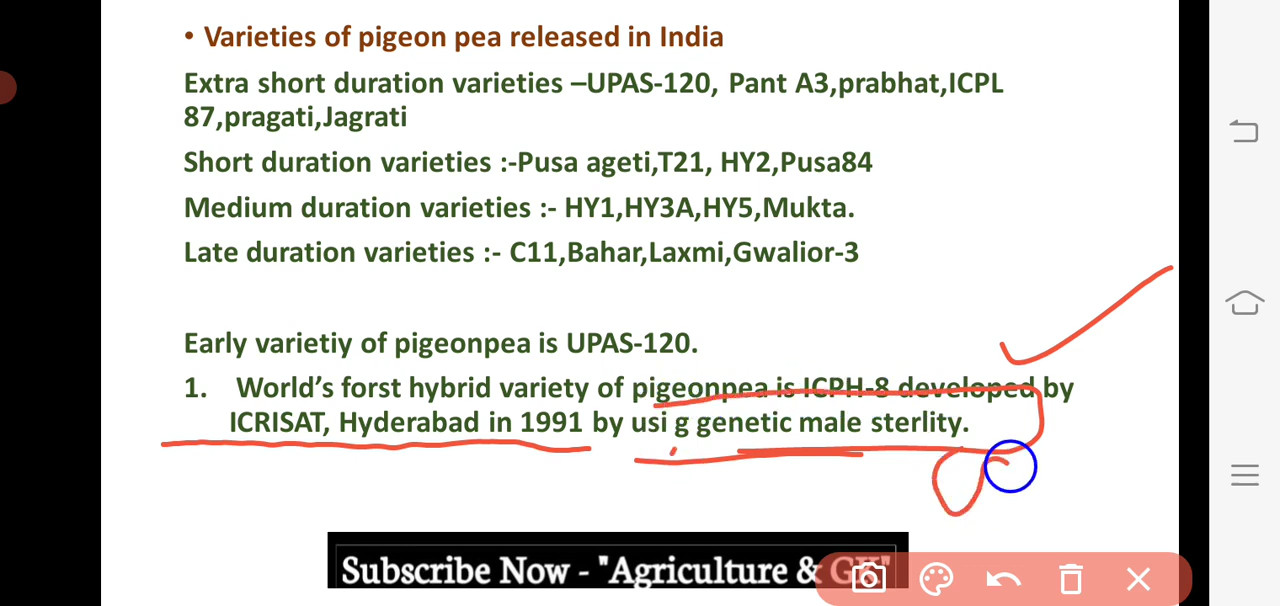 • Varieties of pigeon pea released in India
Extra short duration varieties –UPAS-120, Pant A3,prabhat,ICPL
87,pragati,Jagrati
Short duration varieties :-Pusa ageti,T21, HY2,Pusa84
Medium duration varieties :- HY1,HY3A,HY5,Mukta.
Late duration varieties :- C11,Bahar,Laxmi,Gwalior-3
Early varietiy of pigeonpea is UPAS-120.
1. World's forst hybrid variety of pigeonpea is ICPH-8 developed by
ICRISAT, Hyderabad in 1991 by usi g genetic male sterlity.
Subscribe Now - "Agriculture & GK"